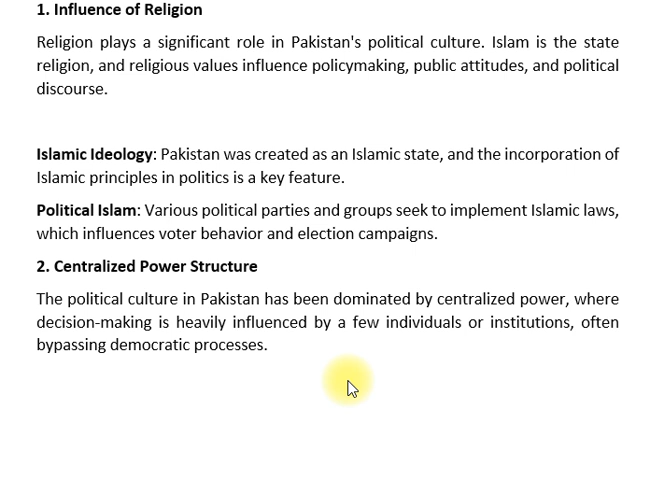 1. Influence of Religion
Religion plays a significant role in Pakistan's political culture. Islam is the state
religion, and religious values influence policymaking, public attitudes, and political
discourse.
Islamic Ideology: Pakistan was created as an Islamic state, and the incorporation of
Islamic principles in politics is a key feature.
Political Islam: Various political parties and groups seek to implement Islamic laws,
which influences voter behavior and election campaigns.
2. Centralized Power Structure
The political culture in Pakistan has been dominated by centralized power, where
decision-making is heavily influenced by a few individuals or institutions, often
bypassing democratic processes.